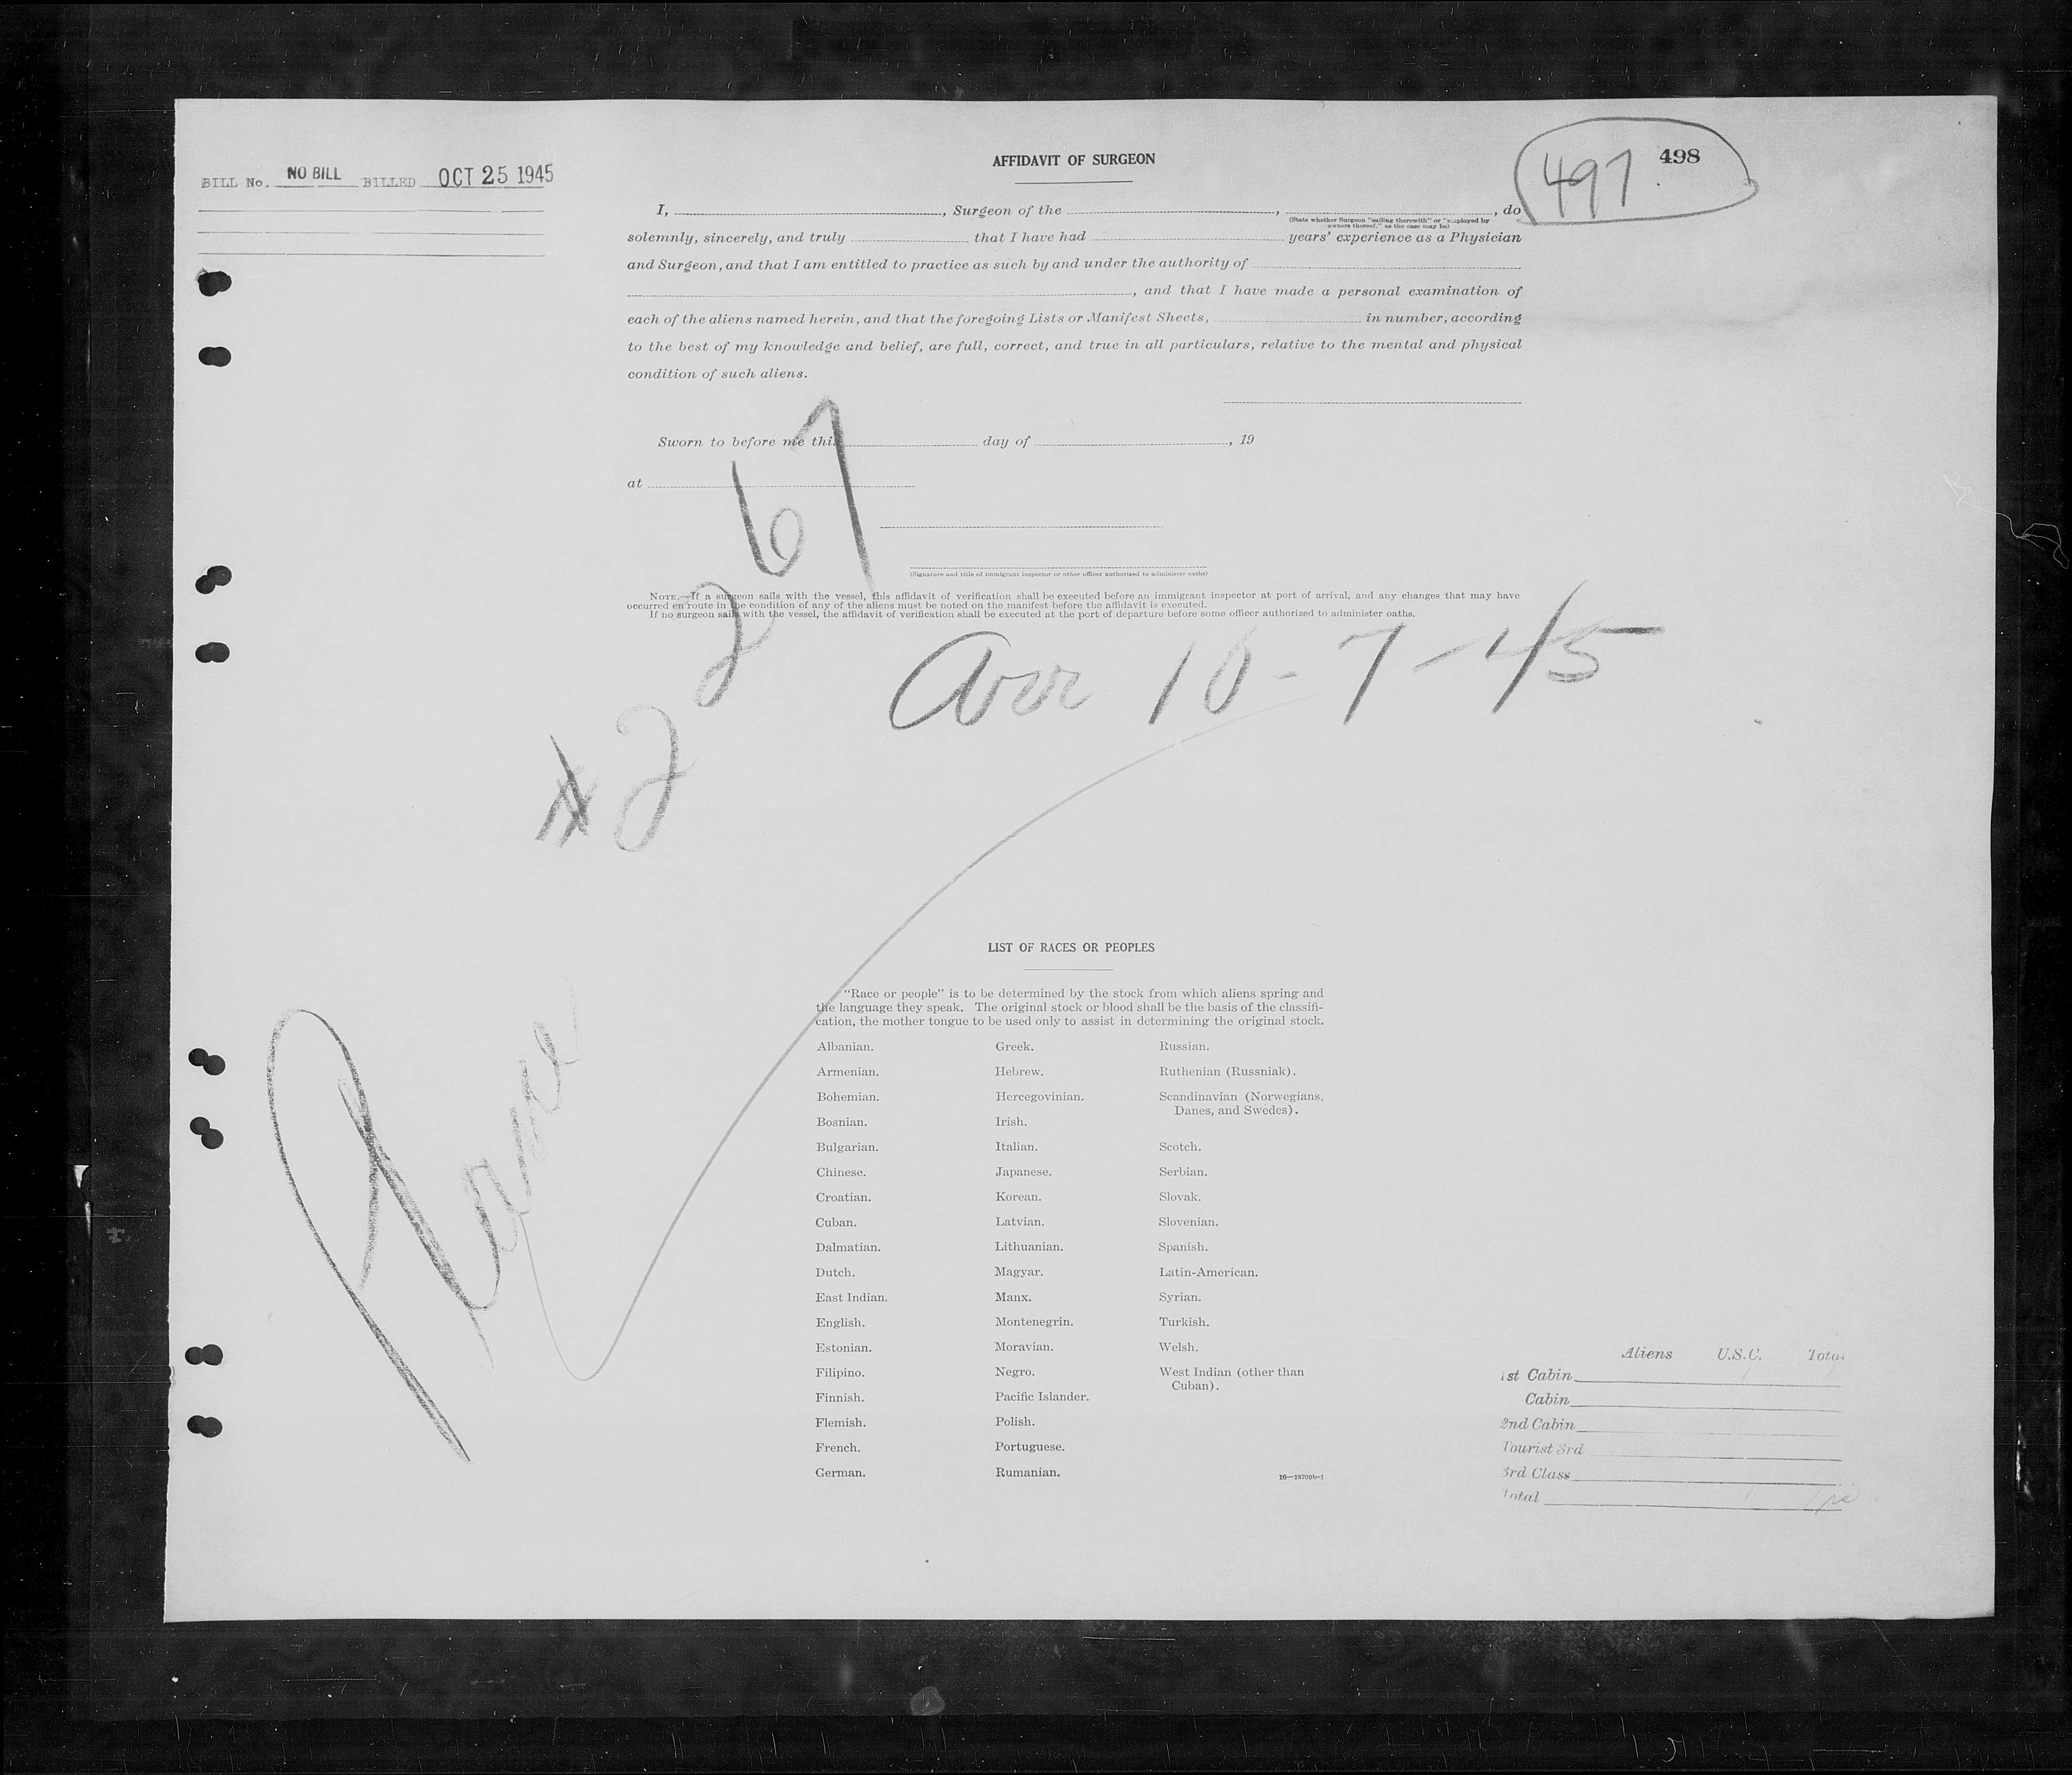 BILL No. NO BILL BILLED OCT 25 1945
AFFIDAVIT OF SURGEON
497 498
I, , Surgeon of the , , do
(State whether Surgeon "sailing therewith" or "employed by
owners thereof," as the case may be)
solemnly, sincerely, and truly that I have had years' experience as a Physician
and Surgeon, and that I am entitled to practice as such by and under the authority of
, and that I have made a personal examination of
each of the aliens named herein, and that the foregoing Lists or Manifest Sheets, in number, according
to the best of my knowledge and belief, are full, correct, and true in all particulars, relative to the mental and physical
condition of such aliens.
Sworn to before me this day of , 19
at
(Signature and title of immigrant inspector or other officer authorized to administer oaths)
NOTE.—If a surgeon sails with the vessel, this affidavit of verification shall be executed before an immigrant inspector at port of arrival, and any changes that may have
occurred en route in the condition of any of the aliens must be noted on the manifest before the affidavit is executed.
If no surgeon sails with the vessel, the affidavit of verification shall be executed at the port of departure before some officer authorized to administer oaths.
Plane #2267
Arr 10-7-45
LIST OF RACES OR PEOPLES
"Race or people" is to be determined by the stock from which aliens spring and
the language they speak. The original stock or blood shall be the basis of the classifi-
cation, the mother tongue to be used only to assist in determining the original stock.
Albanian.
Armenian.
Bohemian.
Bosnian.
Bulgarian.
Chinese.
Croatian.
Cuban.
Dalmatian.
Dutch.
East Indian.
English.
Estonian.
Filipino.
Finnish.
Flemish.
French.
German.
Greek.
Hebrew.
Hercegovinian.
Irish.
Italian.
Japanese.
Korean.
Latvian.
Lithuanian.
Magyar.
Manx.
Montenegrin.
Moravian.
Negro.
Pacific Islander.
Polish.
Portuguese.
Rumanian.
Russian.
Ruthenian (Russniak).
Scandinavian (Norwegians,
Danes, and Swedes).
Scotch.
Serbian.
Slovak.
Slovenian.
Spanish.
Latin-American.
Syrian.
Turkish.
Welsh.
West Indian (other than
Cuban).
Aliens U.S.C. Total
1st Cabin
Cabin
2nd Cabin
Tourist 3rd
3rd Class
Total